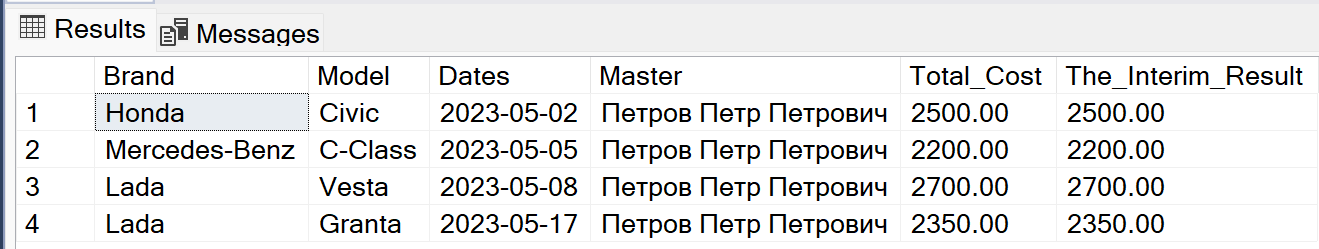 Results Messages
Brand Model Dates Master Total_Cost The_Interim_Result
1 Honda Civic 2023-05-02 Петров Петр Петрович 2500.00 2500.00
2 Mercedes-Benz C-Class 2023-05-05 Петров Петр Петрович 2200.00 2200.00
3 Lada Vesta 2023-05-08 Петров Петр Петрович 2700.00 2700.00
4 Lada Granta 2023-05-17 Петров Петр Петрович 2350.00 2350.00